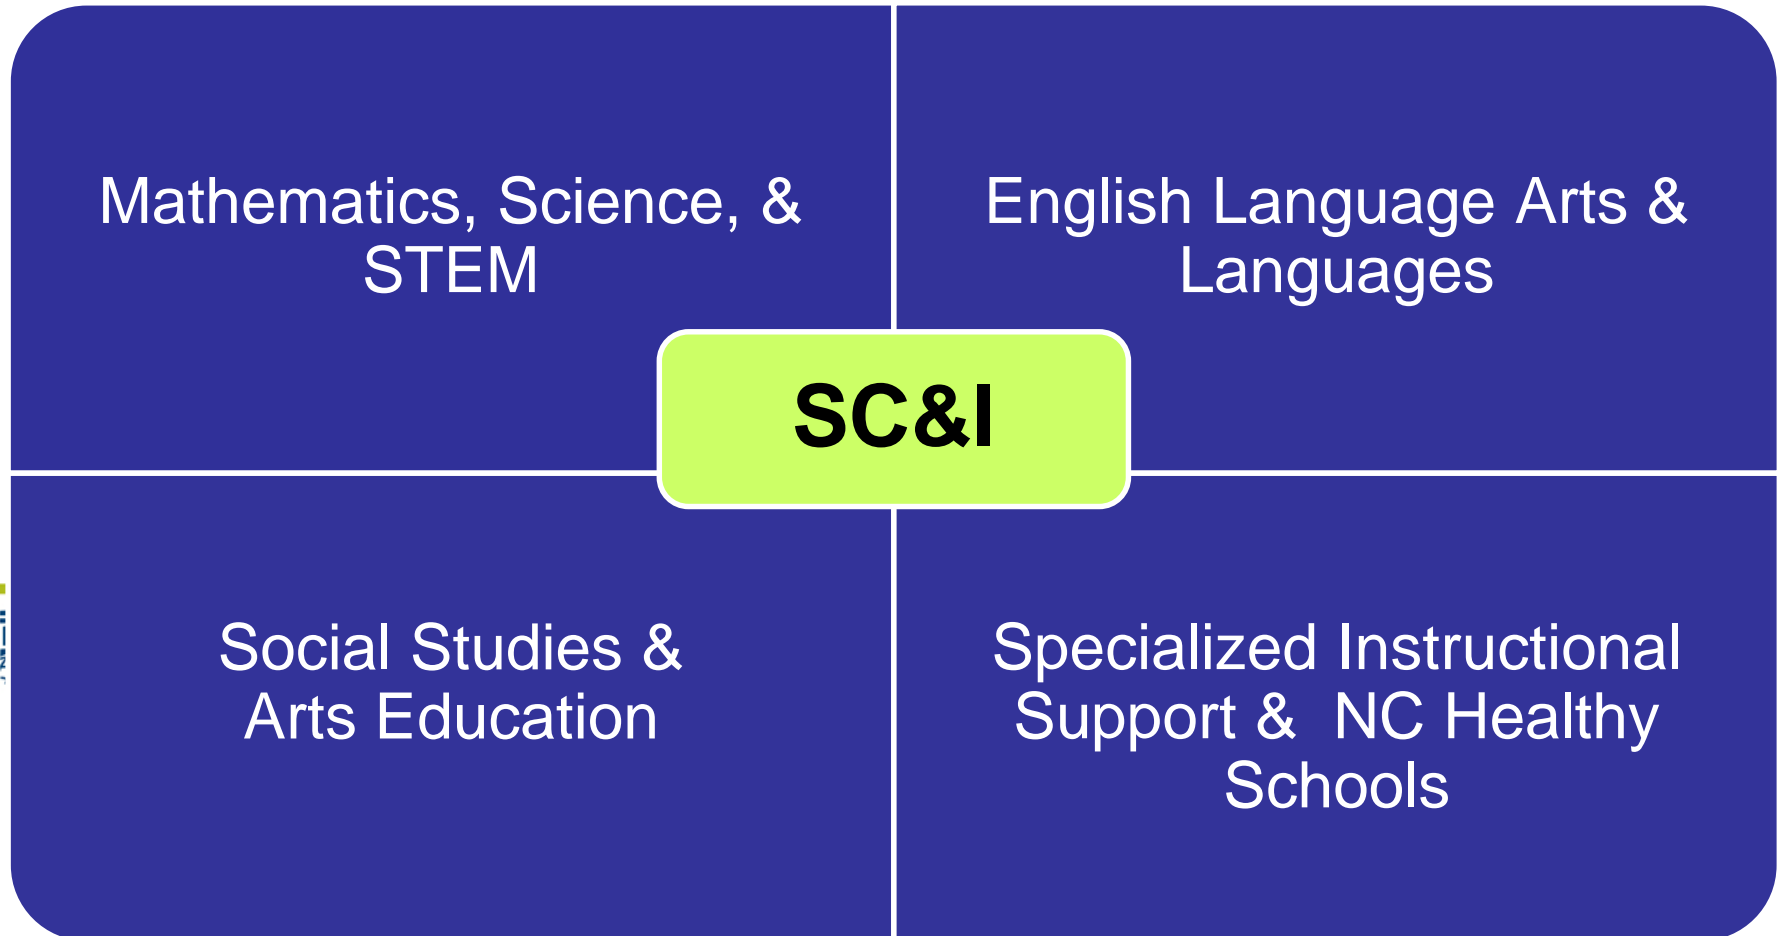 Mathematics, Science, &
STEM
English Language Arts &
Languages
SC&I
Social Studies &
Arts Education
Specialized Instructional
Support &  NC Healthy
Schools